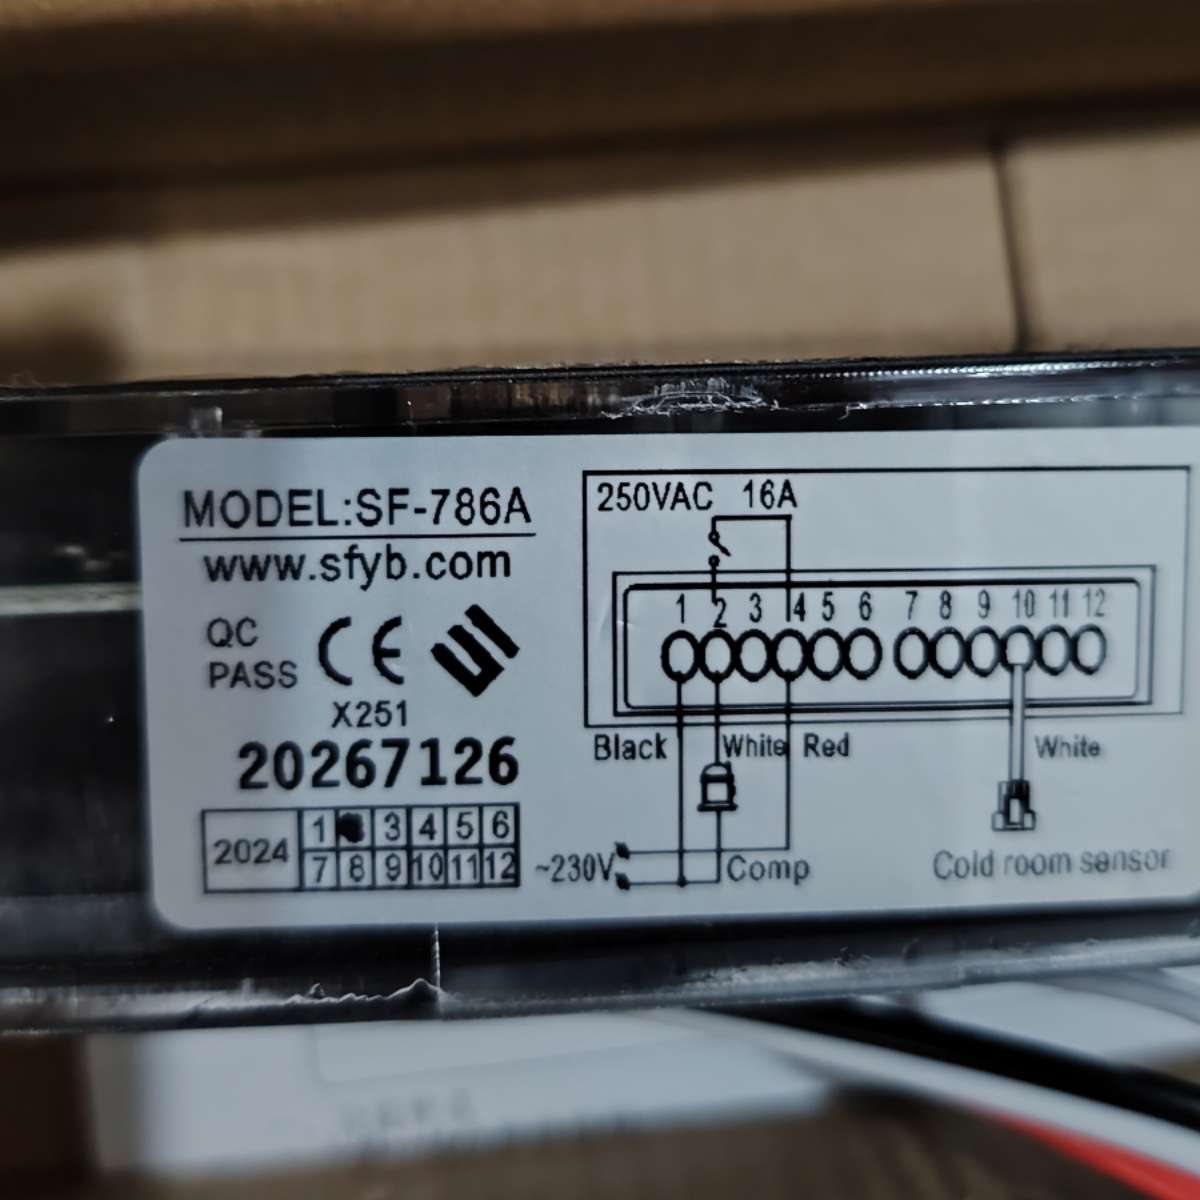 MODEL:SF-786A
www.sfyb.com
QC
PASS
CE
X251
20267126
2024 1 3 4 5 6
7 8 9 10 11 12
250VAC 16A
1 2 3 4 5 6 7 8 9 10 11 12
Black White Red White
~230V Comp Cold room sensor